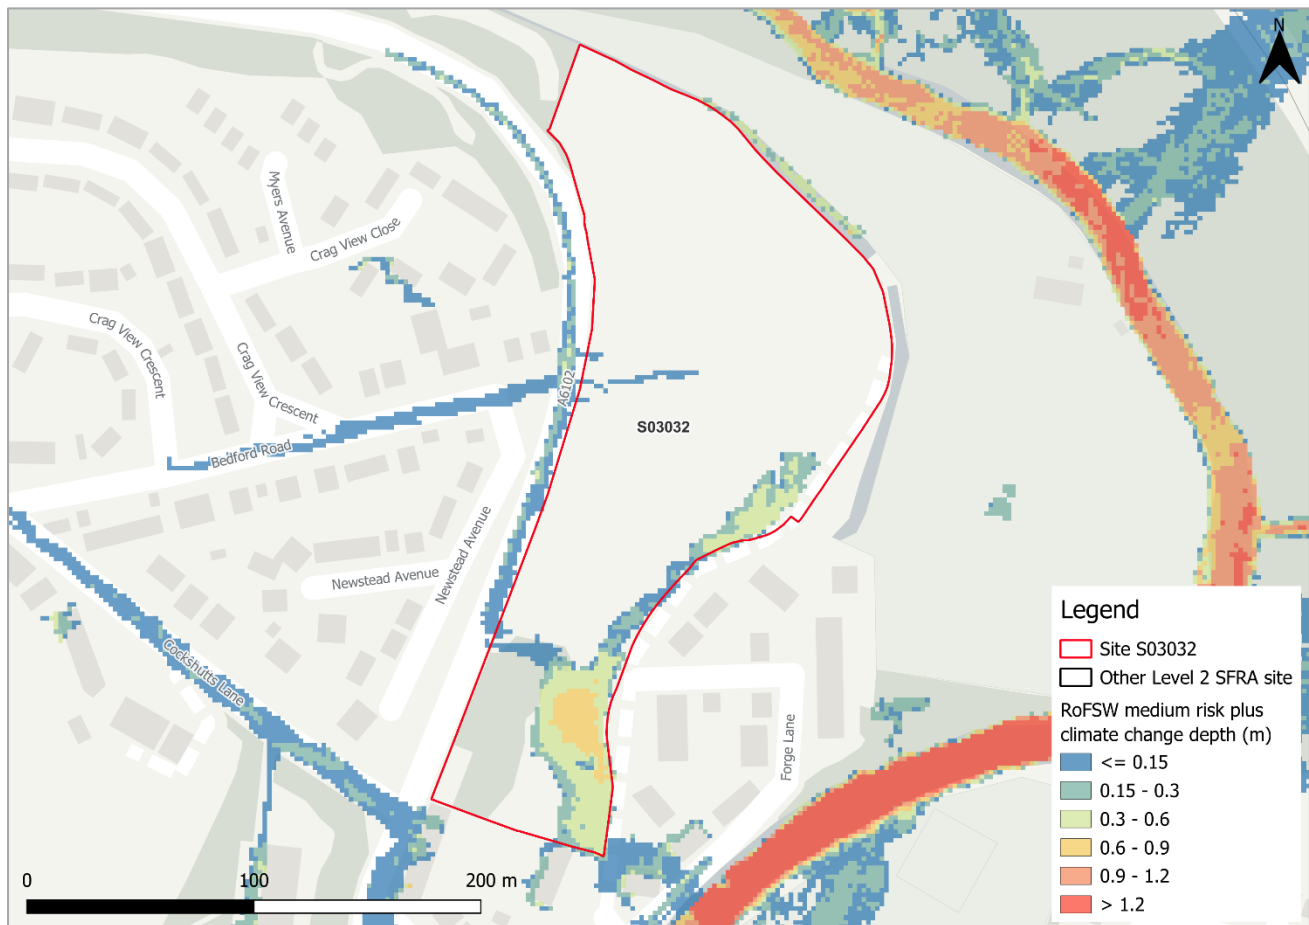 N
Myers Avenue
Crag View Close
Crag View Crescent
Crag View Crescent
A6102
S03032
Bedford Road
Newstead Avenue
Newstead Avenue
Cockshutts Lane
Forge Lane
Legend
Site S03032
Other Level 2 SFRA site
RoFSW medium risk plus
climate change depth (m)
<= 0.15
0.15 - 0.3
0.3 - 0.6
0.6 - 0.9
0.9 - 1.2
> 1.2
0 100 200 m